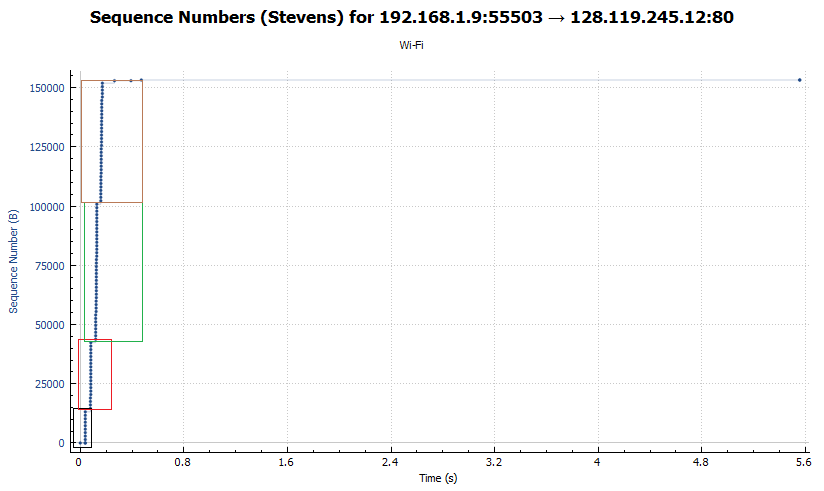 Sequence Numbers (Stevens) for 192.168.1.9:55503 → 128.119.245.12:80
Wi-Fi
150000
125000
100000
75000
50000
25000
0
Sequence Number (B)
0 0.8 1.6 2.4 3.2 4 4.8 5.6
Time (s)